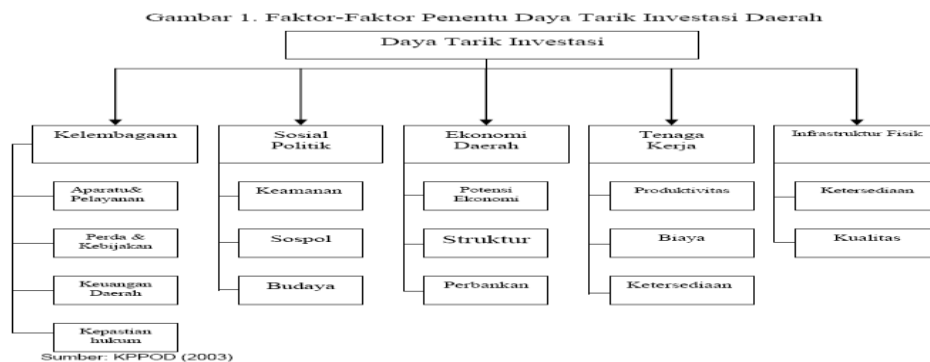 Gambar 1. Faktor-Faktor Penentu Daya Tarik Investasi Daerah
Daya Tarik Investasi
Kelembagaan
Aparatu&
Pelayanan
Perda &
Kebijakan
Keuangan
Daerah
Kepastian
hukum
Sosial
Politik
Keamanan
Sospol
Budaya
Ekonomi
Daerah
Potensi
Ekonomi
Struktur
Perbankan
Tenaga
Kerja
Produktivitas
Biaya
Ketersediaan
Infrastruktur Fisik
Ketersediaan
Kualitas
Sumber: KPPOD (2003)